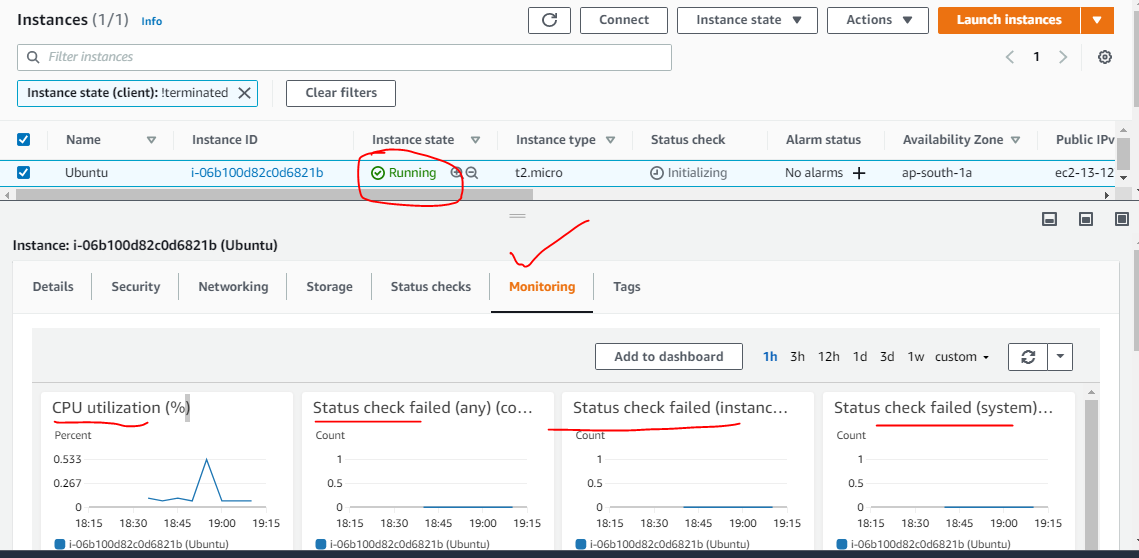 Instances (1/1) Info
Connect Instance state Actions Launch instances
Filter instances
1
Instance state (client): !terminated
Clear filters
Name Instance ID Instance state Instance type Status check Alarm status Availability Zone Public IPv
Ubuntu i-06b100d82c0d6821b Running t2.micro Initializing No alarms ap-south-1a ec2-13-12
Instance: i-06b100d82c0d6821b (Ubuntu)
Details Security Networking Storage Status checks Monitoring Tags
Add to dashboard 1h 3h 12h 1d 3d 1w custom
CPU utilization (%) Status check failed (any) (co... Status check failed (instanc... Status check failed (system)...
Percent Count Count Count
0.533 1 1 1
0.267 0.5 0.5 0.5
0 0 0 0
18:15 18:30 18:45 19:00 19:15 18:15 18:30 18:45 19:00 19:15 18:15 18:30 18:45 19:00 19:15 18:15 18:30 18:45 19:00 19:15
i-06b100d82c0d6821b (Ubuntu) i-06b100d82c0d6821b (Ubuntu) i-06b100d82c0d6821b (Ubuntu) i-06b100d82c0d6821b (Ubuntu)